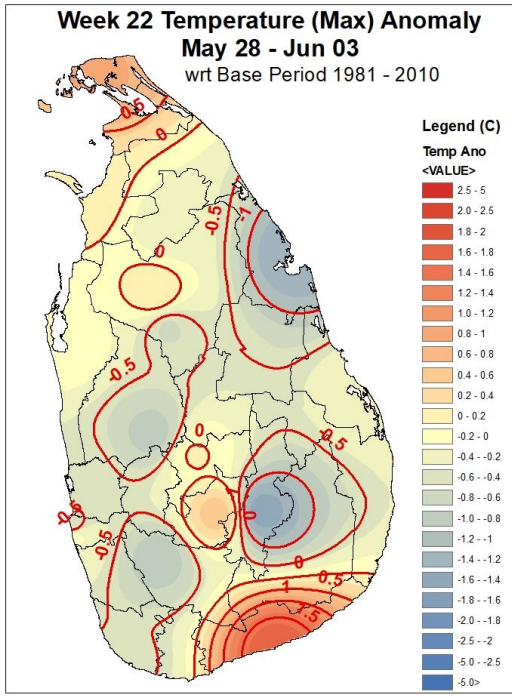 Week 22 Temperature (Max) Anomaly
May 28 - Jun 03
wrt Base Period 1981 - 2010
Legend (C)
Temp Ano
<VALUE>
2.5 - 5
2.0 - 2.5
1.8 - 2
1.6 - 1.8
1.4 - 1.6
1.2 - 1.4
1.0 - 1.2
0.8 - 1
0.6 - 0.8
0.4 - 0.6
0.2 - 0.4
0 - 0.2
-0.2 - 0
-0.4 - -0.2
-0.6 - -0.4
-0.8 - -0.6
-1.0 - -0.8
-1.2 - -1
-1.4 - -1.2
-1.6 - -1.4
-1.8 - -1.6
-2.0 - -1.8
-2.5 - -2
-5.0 - -2.5
-5.0>
0.5
0
-0.5
-1
0
-0.5
0
-0.5
0
-0.5
-0.5
0
0.5
1
1.5